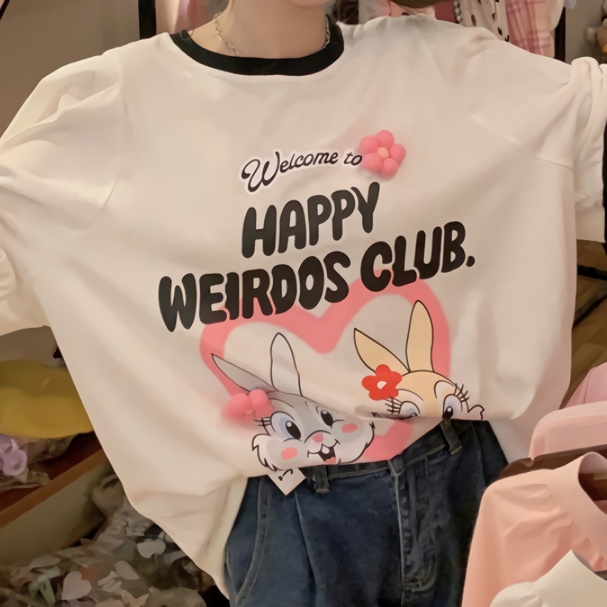 Welcome to
HAPPY
WEIRDOS CLUB.